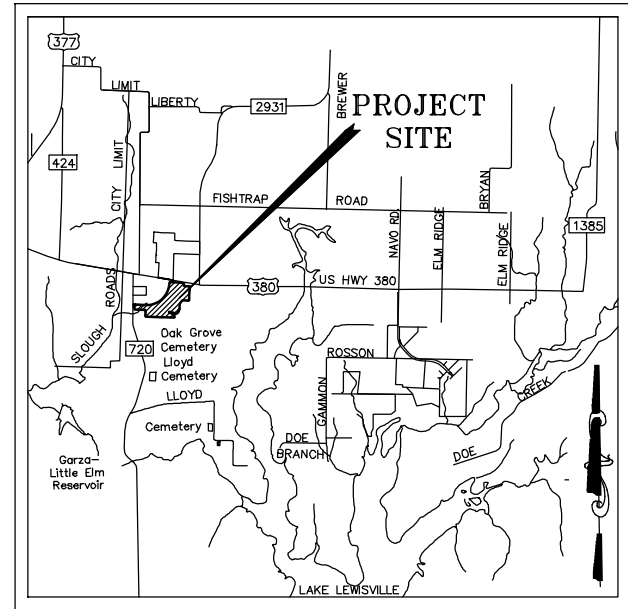 377
CITY
LIMIT
LIBERTY
2931
BREWER
PROJECT
SITE
424
CITY LIMIT
FISHTRAP ROAD
BRYAN
NAVO RD.
ELM RIDGE
ELM RIDGE
1385
380
US HWY 380
ROADS
SLOUGH
720
Oak Grove
Cemetery
Lloyd
Cemetery
LLOYD
Cemetery
ROSSON
GAMMON
CREEK
DOE
DOE
BRANCH
Garza-
Little Elm
Reservoir
LAKE LEWISVILLE